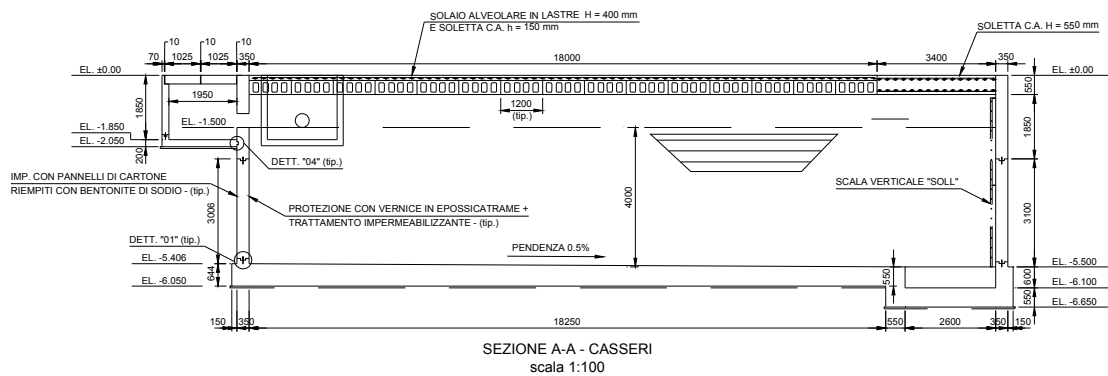 SOLAIO ALVEOLARE IN LASTRE H = 400 mm
E SOLETTA C.A. h = 150 mm
SOLETTA C.A. H = 550 mm
10
10
10
70
1025
1025
350
18000
3400
350
EL. ±0.00
EL. ±0.00
1950
1850
1200
(tip.)
550
EL. -1.500
1850
EL. -1.850
EL. -2.050
200
DETT. "04" (tip.)
IMP. CON PANNELLI DI CARTONE
RIEMPITI CON BENTONITE DI SODIO - (tip.)
SCALA VERTICALE "SOLL"
4000
3006
3100
PROTEZIONE CON VERNICE IN EPOSSICATRAME +
TRATTAMENTO IMPERMEABILIZZANTE - (tip.)
DETT. "01" (tip.)
PENDENZA 0.5%
EL. -5.406
EL. -5.500
644
550
600
EL. -6.050
EL. -6.100
550
EL. -6.650
150
350
18250
550
2600
350
150
SEZIONE A-A - CASSERI
scala 1:100